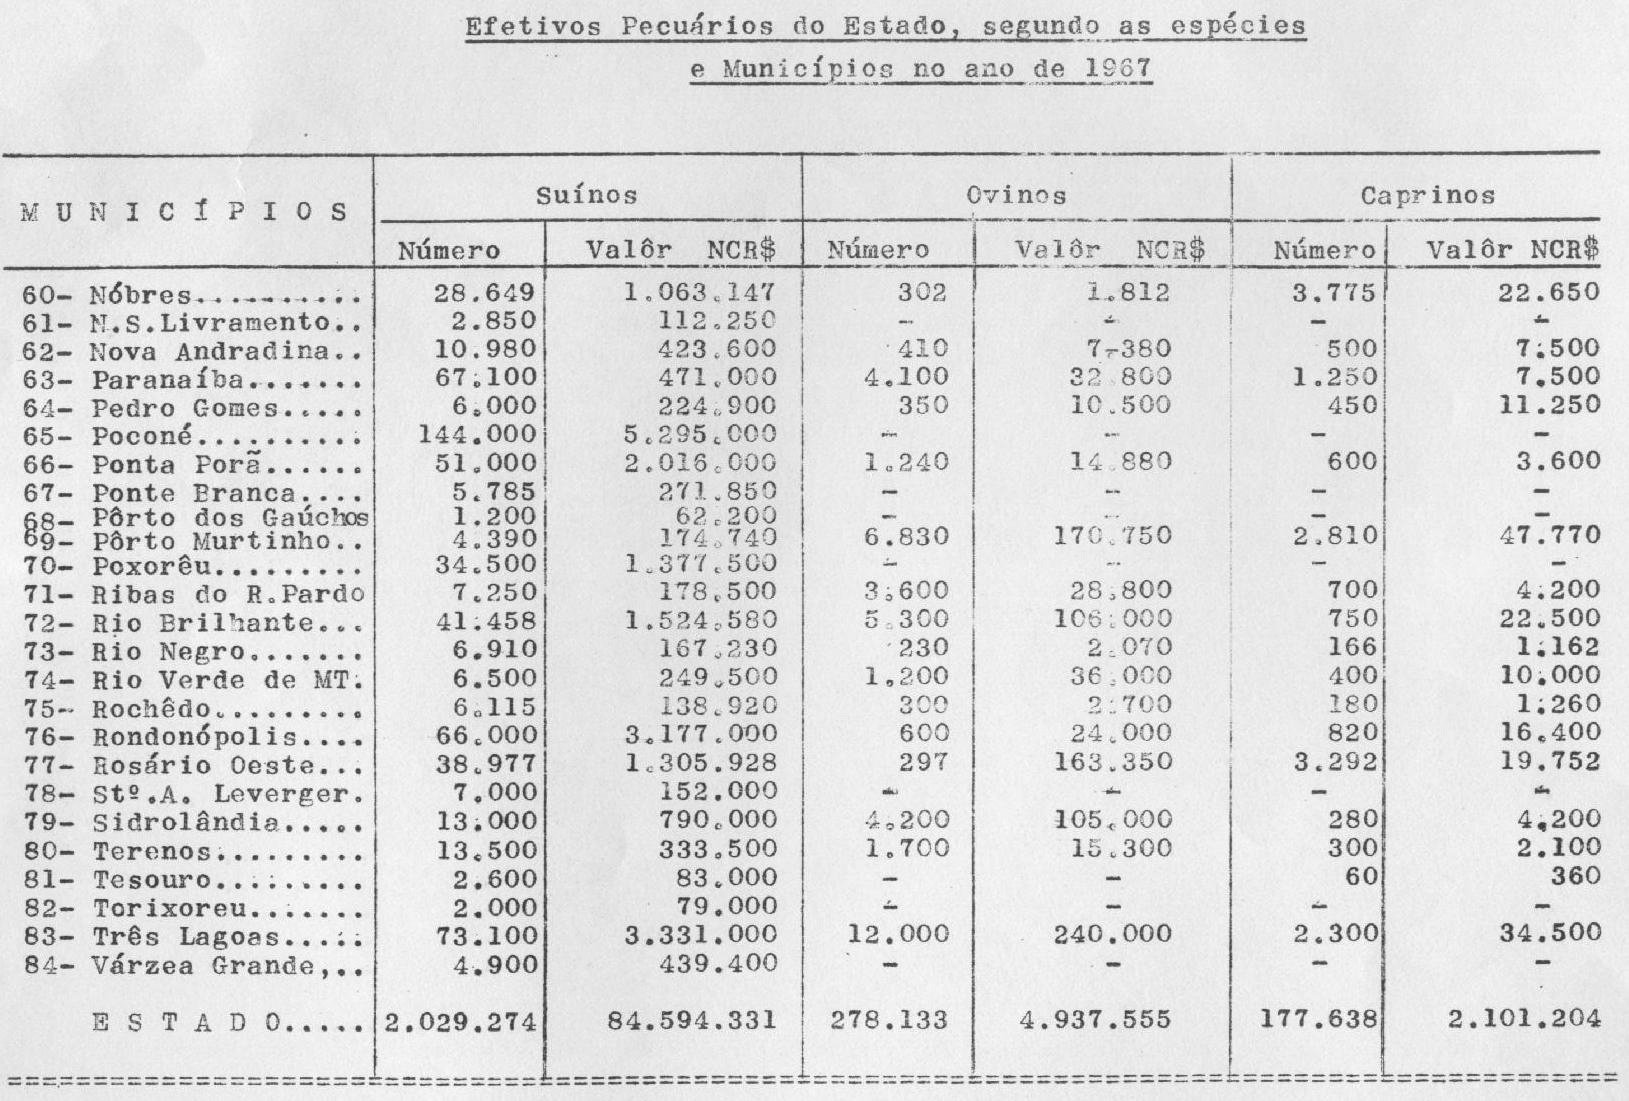 Efetivos Pecuários do Estado, segundo as espécies
e Municípios no ano de 1967
MUNICÍPIOS Suínos Ovinos Caprinos
Número Valôr NCR$ Número Valôr NCR$ Número Valôr NCR$
60- Nóbres.......... 28.649 1.063.147 302 1.812 3.775 22.650
61- N.S.Livramento.. 2.850 112.250 - - - -
62- Nova Andradina.. 10.980 423.600 410 7.380 500 7.500
63- Paranaíba....... 67.100 471.000 4.100 32.800 1.250 7.500
64- Pedro Gomes..... 6.000 224.900 350 10.500 450 11.250
65- Poconé.......... 144.000 5.295.000 - - - -
66- Ponta Porã...... 51.000 2.016.000 1.240 14.880 600 3.600
67- Ponte Branca.... 5.785 271.850 - - - -
68- Pôrto dos Gaúchos 1.200 62.200 - - - -
69- Pôrto Murtinho.. 4.390 174.740 6.830 170.750 2.810 47.770
70- Poxorêu......... 34.500 1.377.500 - - - -
71- Ribas do R.Pardo 7.250 178.500 3.600 28.800 700 4.200
72- Rio Brilhante... 41.458 1.524.580 5.300 106.000 750 22.500
73- Rio Negro....... 6.910 167.230 230 2.070 166 1.162
74- Rio Verde de MT. 6.500 249.500 1.200 36.000 400 10.000
75- Rochêdo......... 6.115 138.920 300 2.700 180 1.260
76- Rondonópolis.... 66.000 3.177.000 600 24.000 820 16.400
77- Rosário Oeste... 38.977 1.305.928 297 163.350 3.292 19.752
78- Stº.A. Leverger. 7.000 152.000 - - - -
79- Sidrolândia..... 13.000 790.000 4.200 105.000 280 4.200
80- Terenos......... 13.500 333.500 1.700 15.300 300 2.100
81- Tesouro......... 2.600 83.000 - - 60 360
82- Torixoreu....... 2.000 79.000 - - - -
83- Três Lagoas..... 73.100 3.331.000 12.000 240.000 2.300 34.500
84- Várzea Grande,.. 4.900 439.400 - - - -
ESTADO..... 2.029.274 84.594.331 278.133 4.937.555 177.638 2.101.204